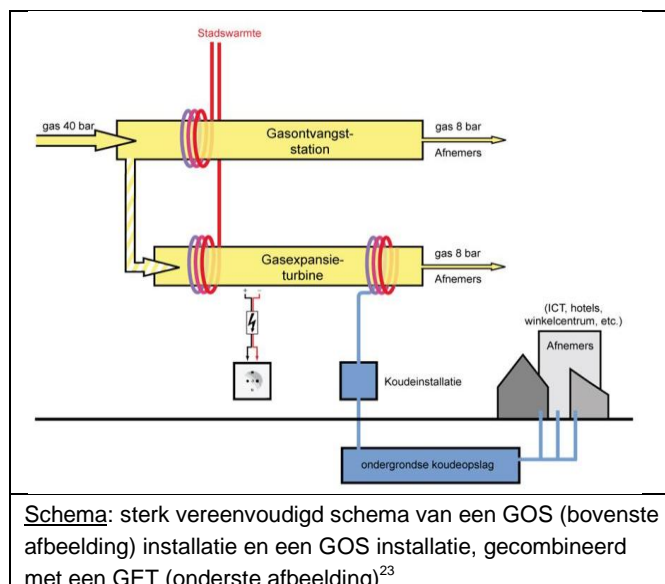 Stadswarmte
gas 40 bar
Gasontvangst-
station
gas 8 bar
Afnemers
Gasexpansie-
turbine
gas 8 bar
Afnemers
+ -
(ICT, hotels,
winkelcentrum, etc.)
Afnemers
Koudeinstallatie
ondergrondse koudeopslag
Schema: sterk vereenvoudigd schema van een GOS (bovenste
afbeelding) installatie en een GOS installatie, gecombineerd
met een GET (onderste afbeelding)23